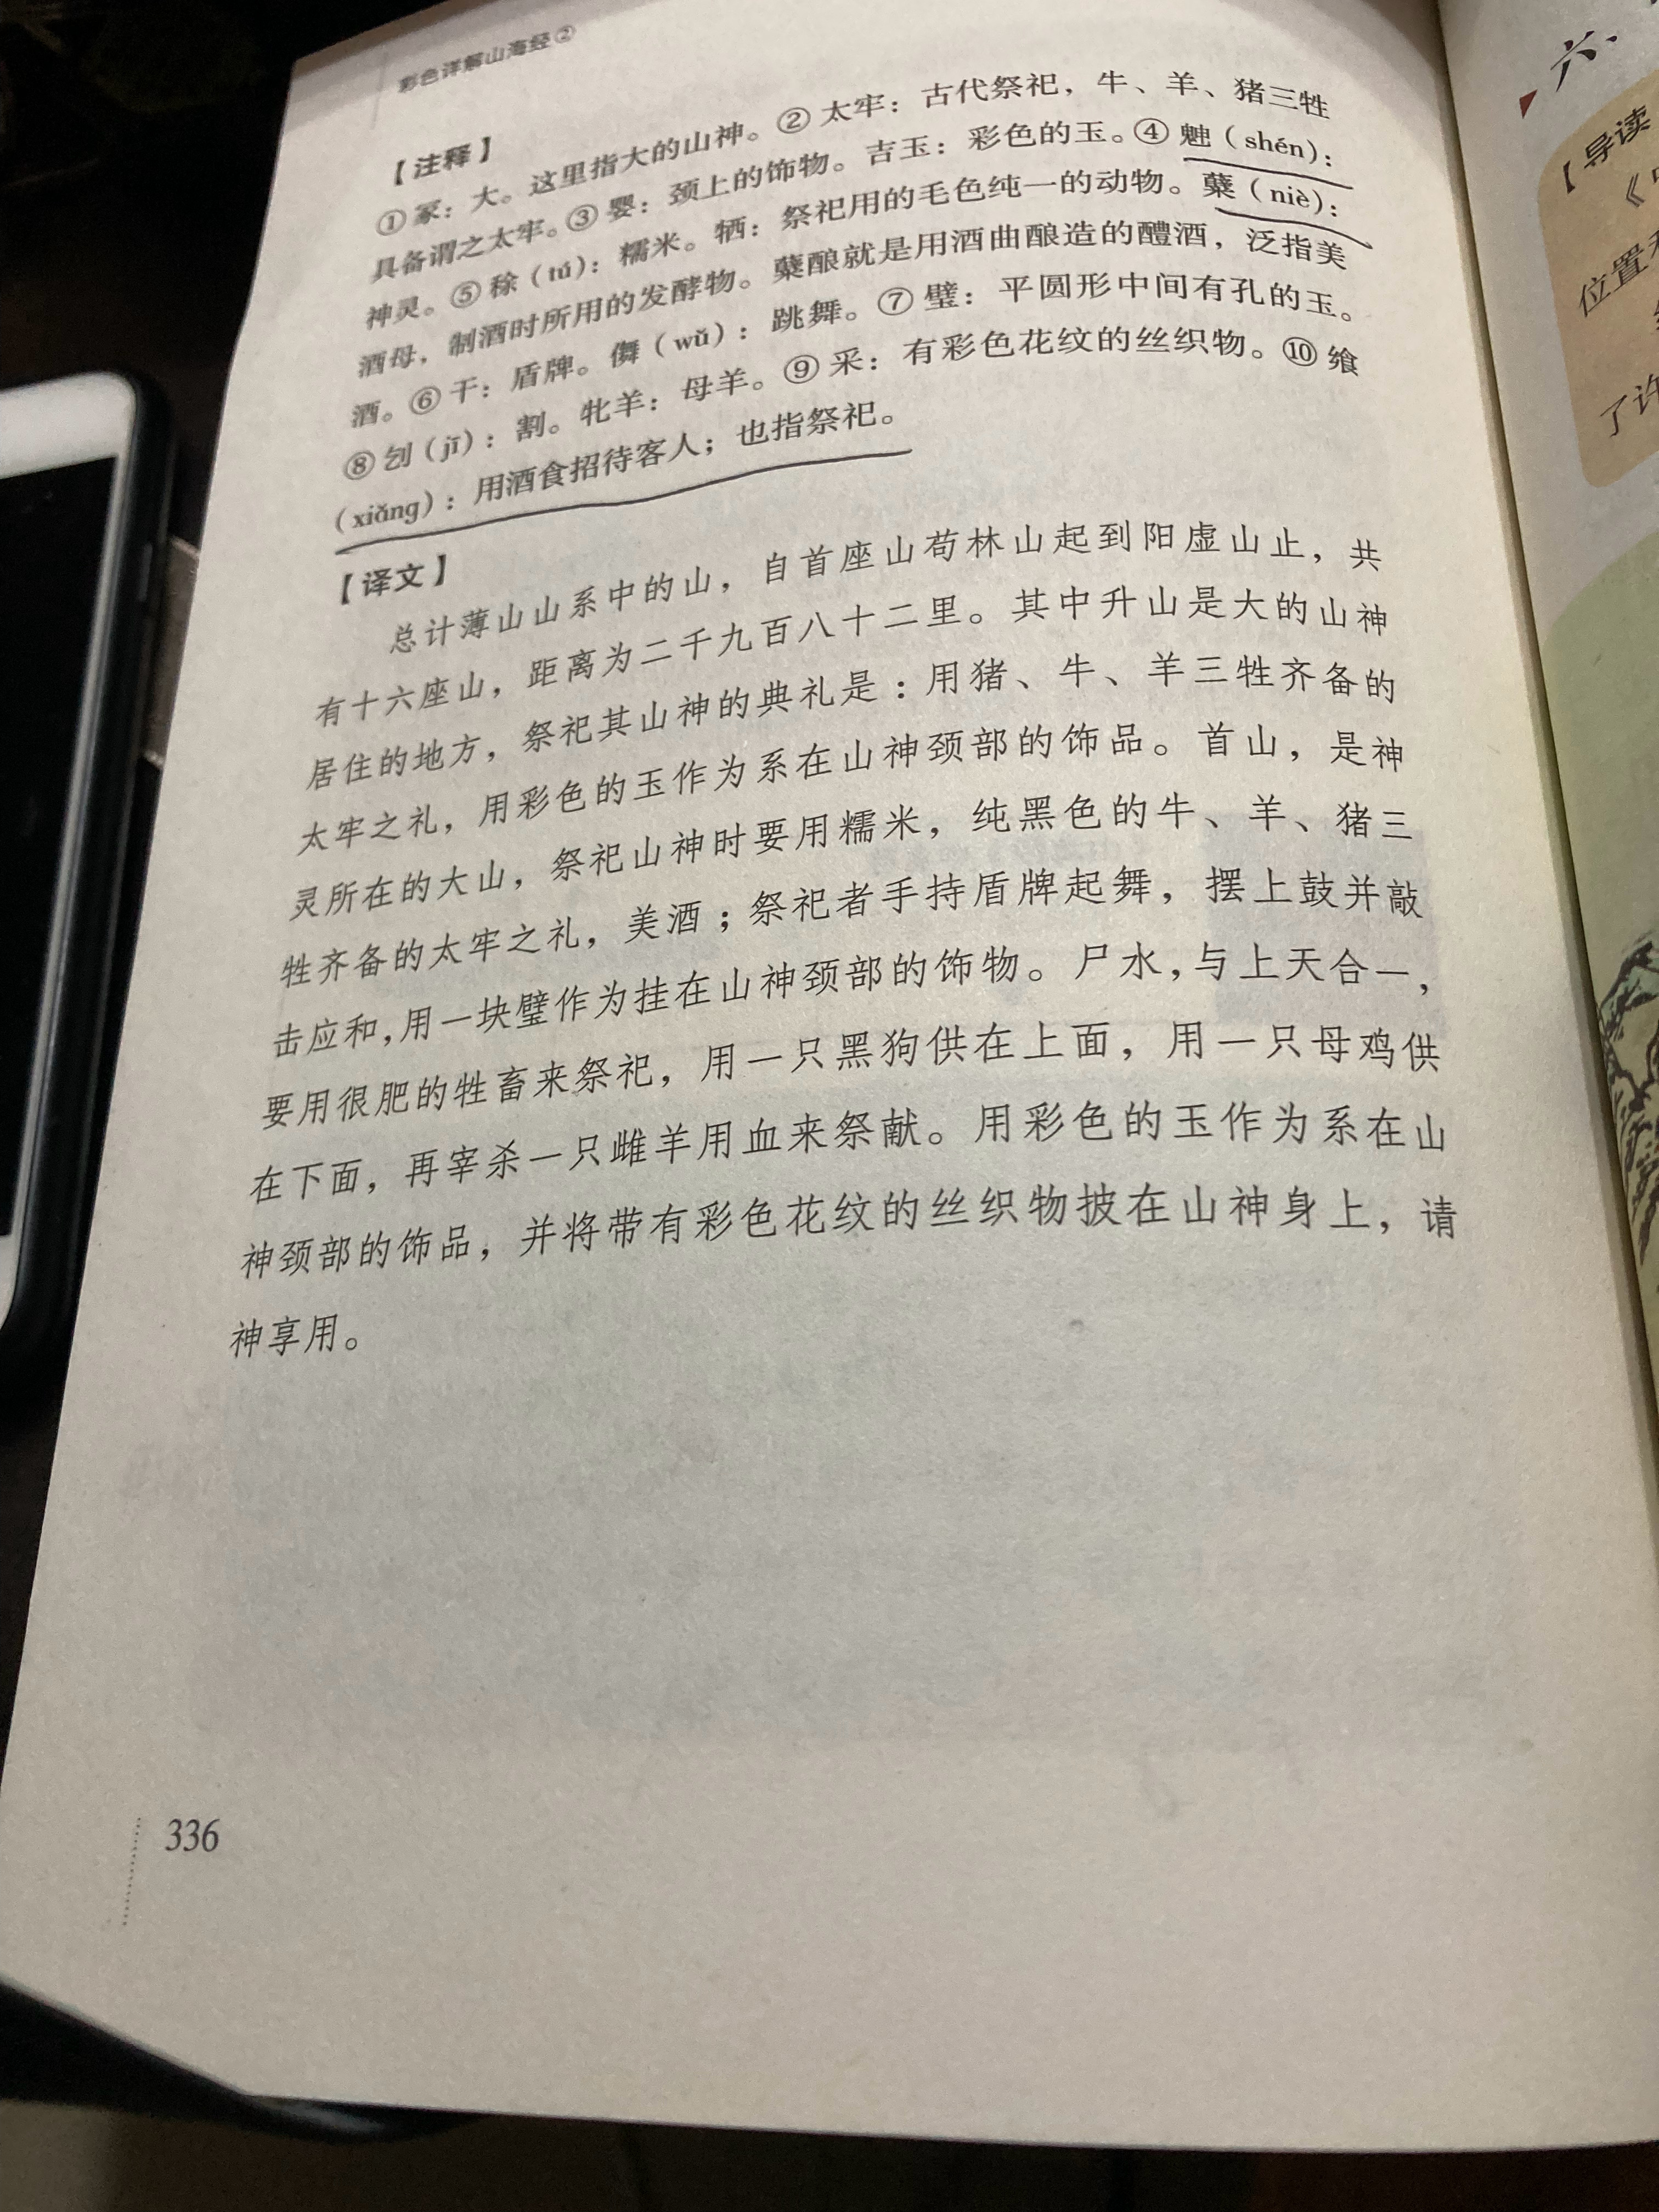 彩色详解山海经②
【注释】
①冢：大。这里指大的山神。②太牢：古代祭祀，牛、羊、猪三牲
具备谓之太牢。③婴：颈上的饰物。吉玉：彩色的玉。④魋（shén）：
神灵。⑤稌（tú）：糯米。牺：祭祀用的毛色纯一的动物。糵（niè）：
酒母，制酒时所用的发酵物。糵酿就是用酒曲酿造的醴酒，泛指美
酒。⑥干：盾牌。儛（wǔ）：跳舞。⑦璧：平圆形中间有孔的玉。
⑧刉（jī）：割。牝羊：母羊。⑨采：有彩色花纹的丝织物。⑩飨
（xiǎng）：用酒食招待客人；也指祭祀。
【译文】
总计薄山山系中的山，自首座山苟林山起到阳虚山止，共
有十六座山，距离为二千九百八十二里。其中升山是大的山神
居住的地方，祭祀其山神的典礼是：用猪、牛、羊三牲齐备的
太牢之礼，用彩色的玉作为系在山神颈部的饰品。首山，是神
灵所在的大山，祭祀山神时要用糯米，纯黑色的牛、羊、猪三
牲齐备的太牢之礼，美酒；祭祀者手持盾牌起舞，摆上鼓并敲
击应和，用一块璧作为挂在山神颈部的饰物。尸水，与上天合一，
要用很肥的牲畜来祭祀，用一只黑狗供在上面，用一只母鸡供
在下面，再宰杀一只雌羊用血来祭献。用彩色的玉作为系在山
神颈部的饰品，并将带有彩色花纹的丝织物披在山神身上，请
神享用。
336
六、
【导读
《
位置
了许